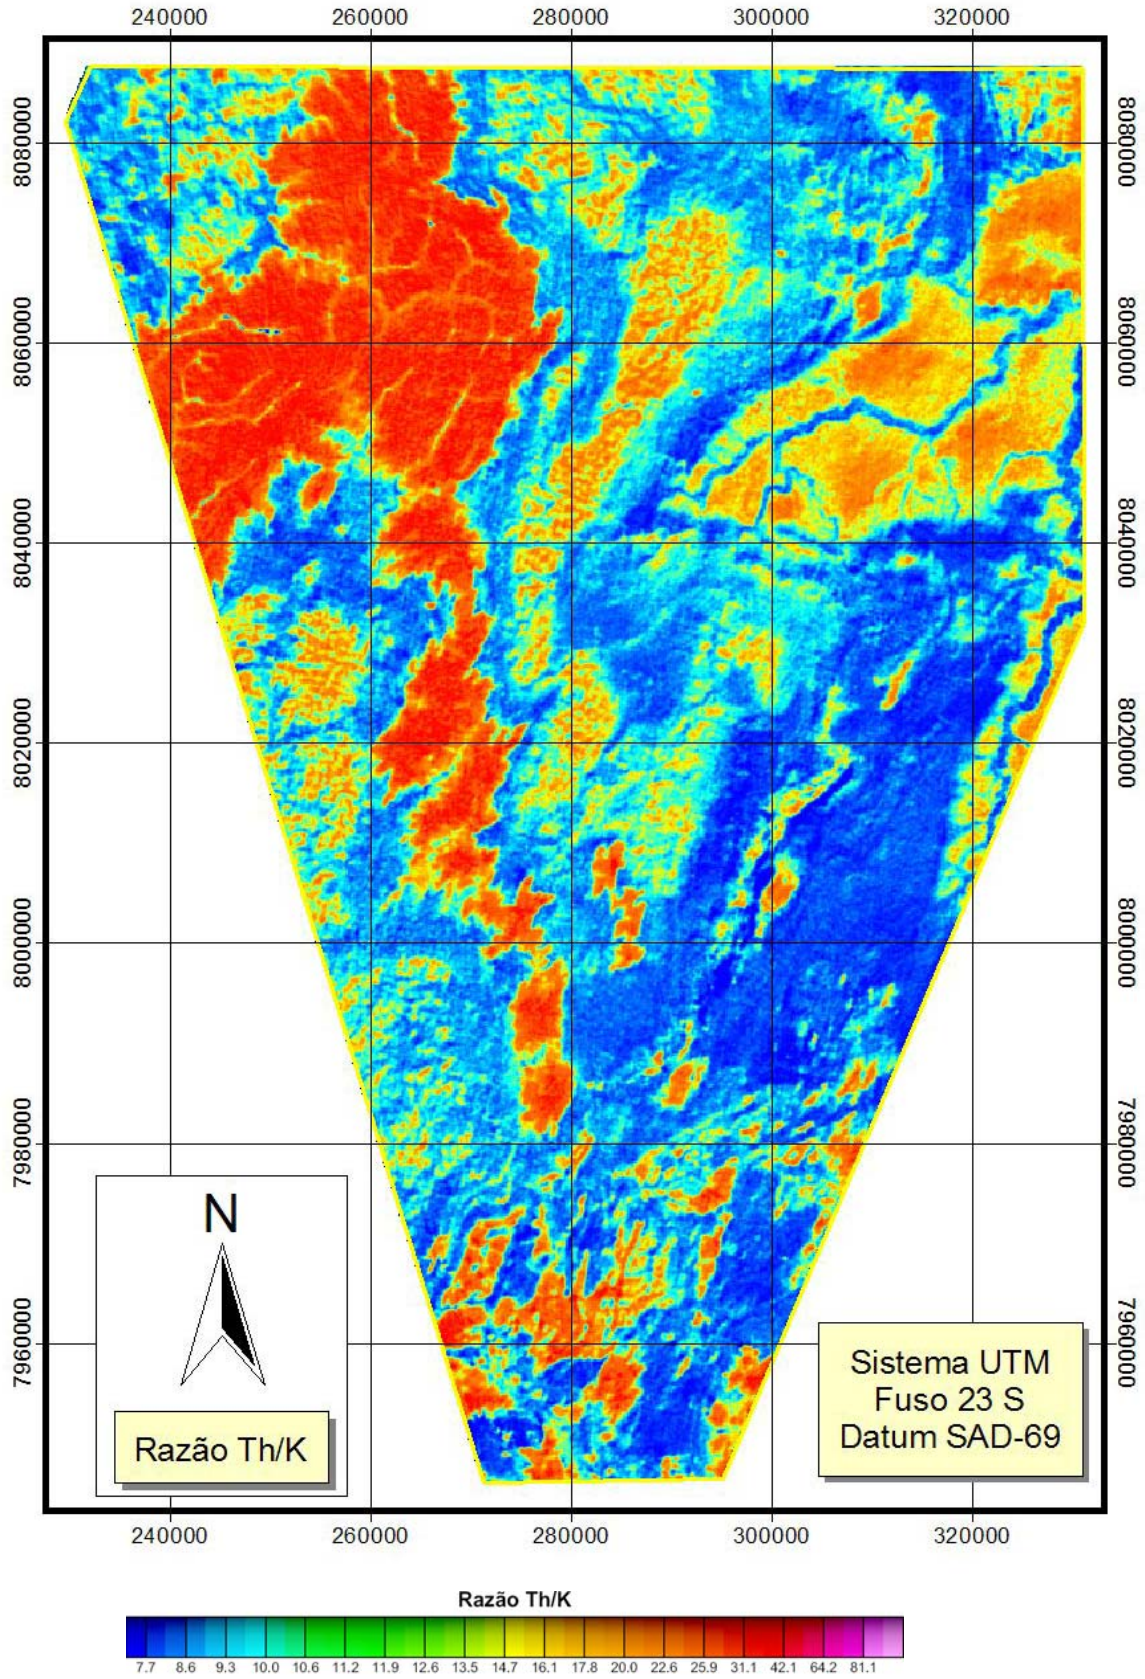 240000 260000 280000 300000 320000
8080000 8080000
8060000 8060000
8040000 8040000
8020000 8020000
8000000 8000000
7980000 7980000
7960000 7960000
N
Razão Th/K
Sistema UTM
Fuso 23 S
Datum SAD-69
240000 260000 280000 300000 320000
Razão Th/K
7.7 8.6 9.3 10.0 10.6 11.2 11.9 12.6 13.5 14.7 16.1 17.8 20.0 22.6 25.9 31.1 42.1 64.2 81.1